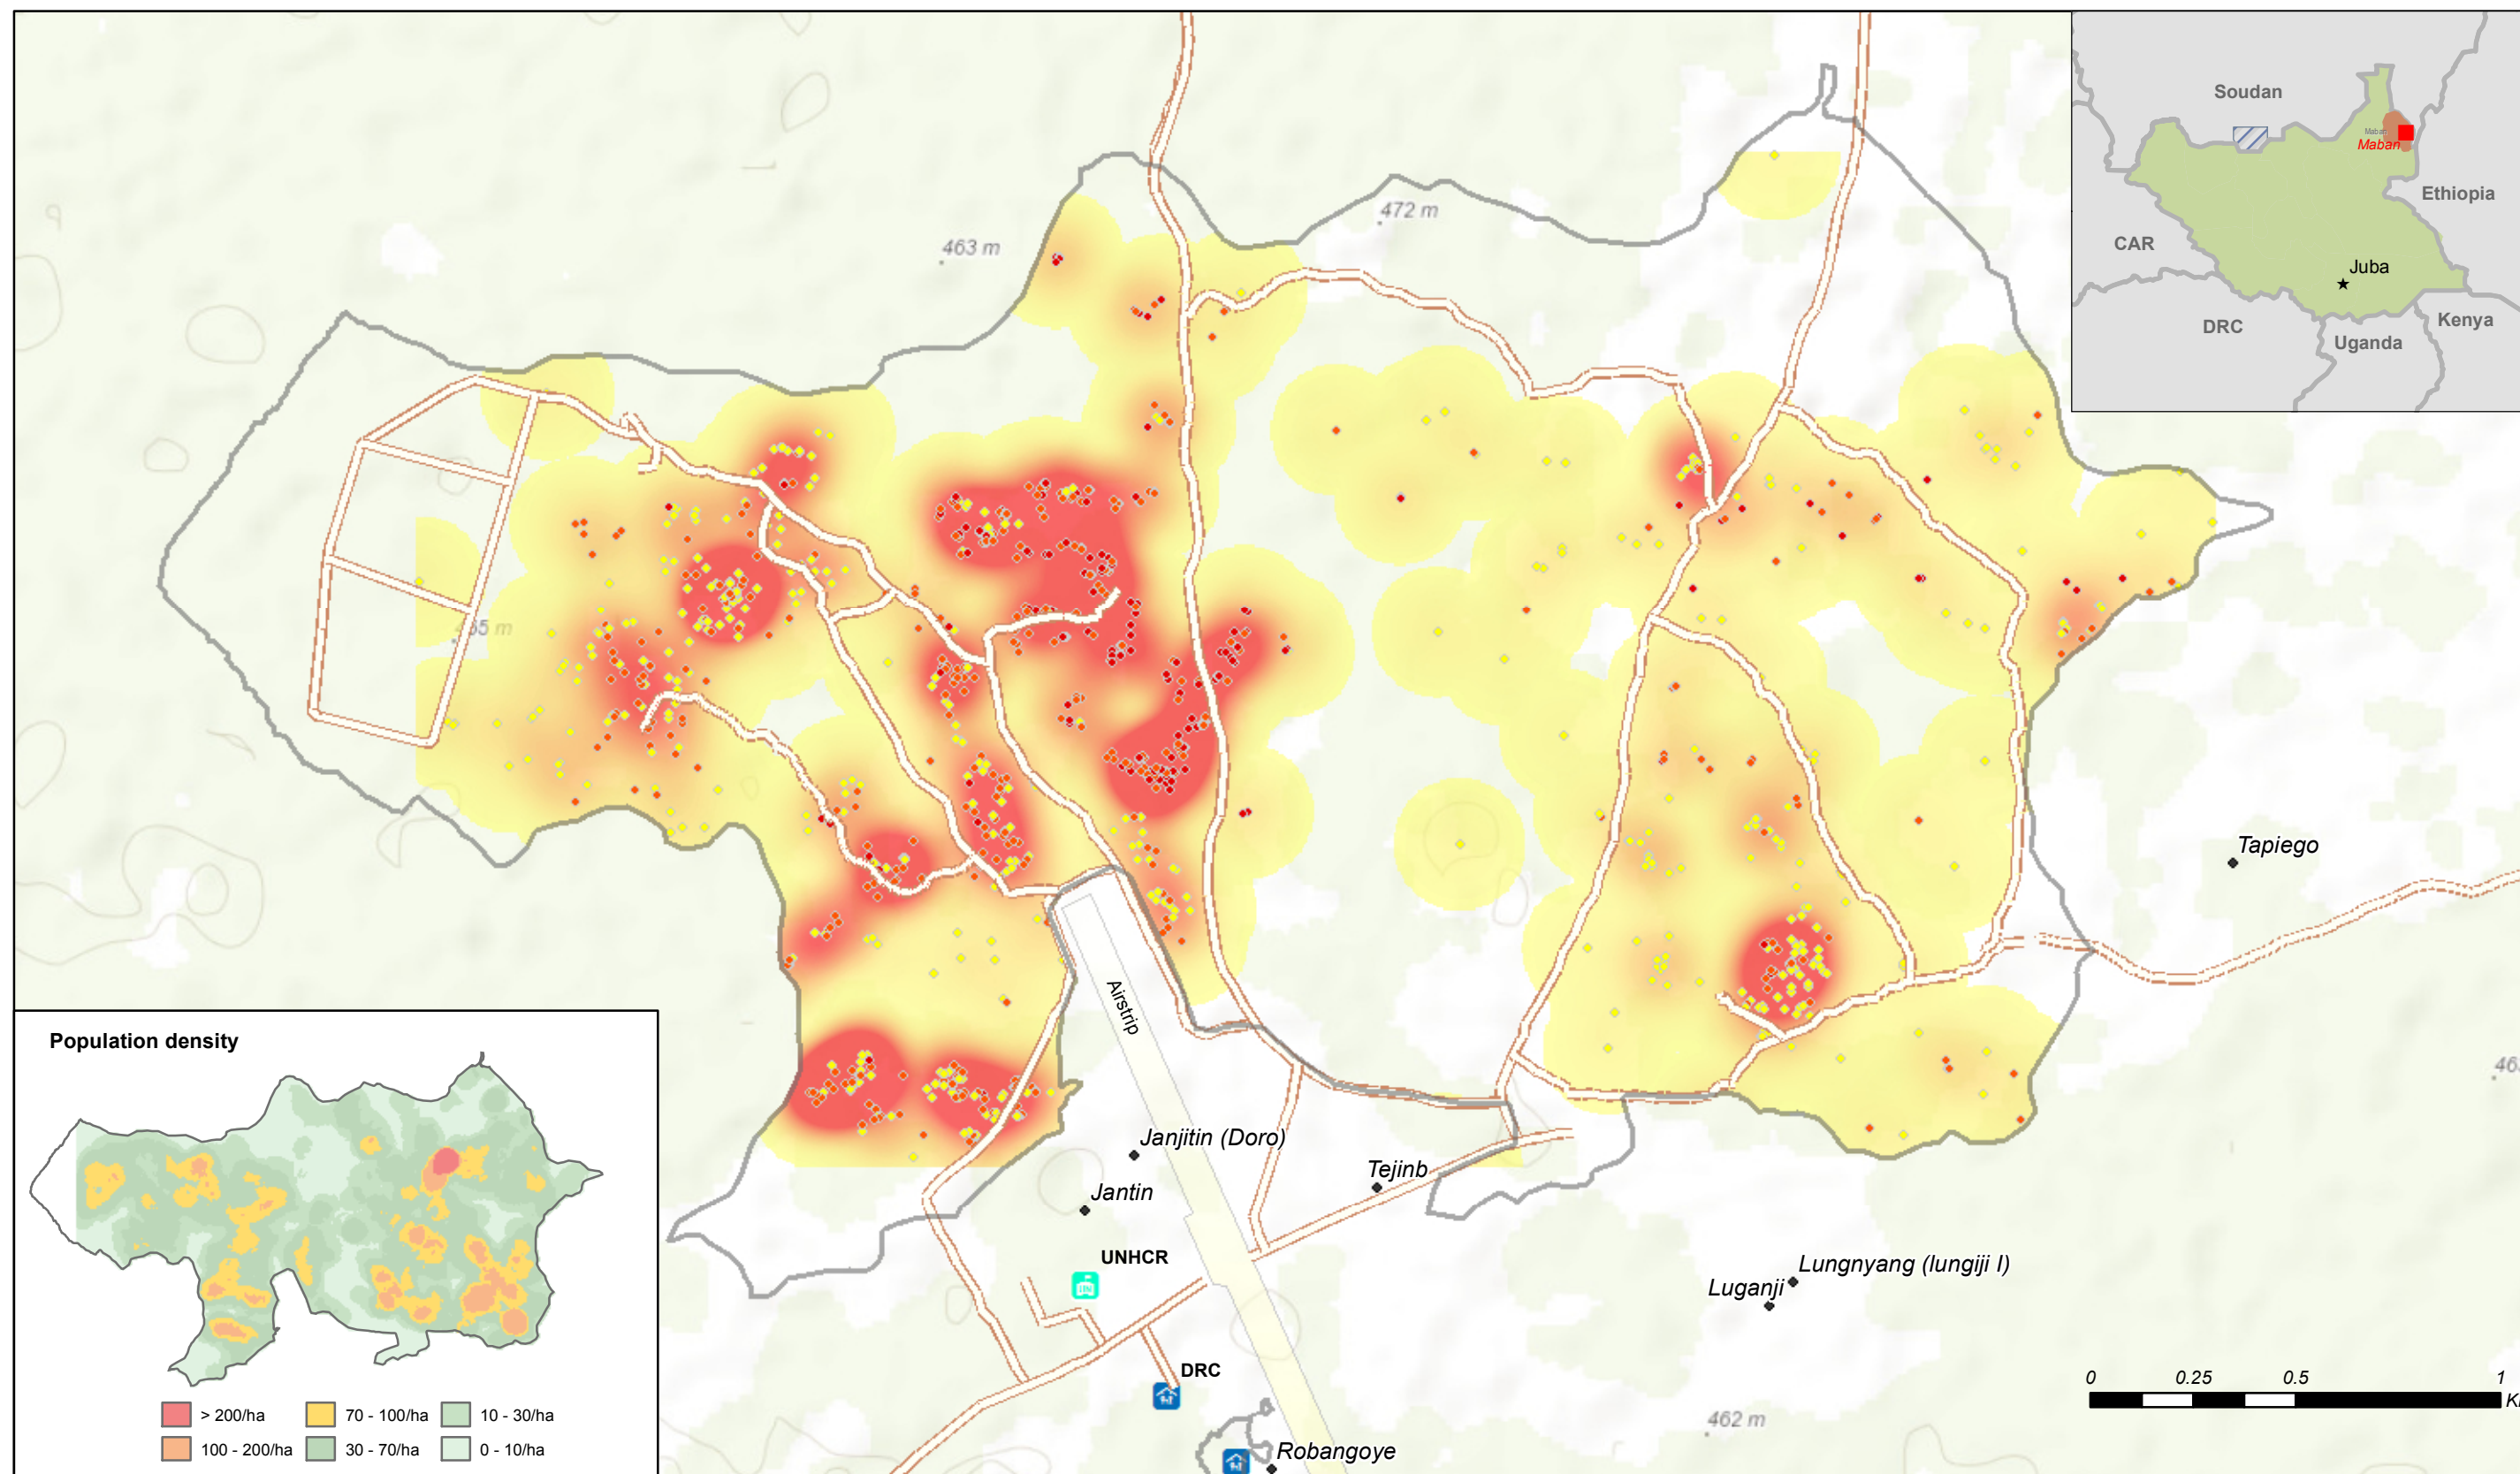 Soudan
Maban
Maban
Ethiopia
CAR
Juba
DRC
Kenya
Uganda
472 m
463 m
Tapiego
Airstrip
Population density
Janjitin (Doro)
Tejinb
Jantin
UNHCR
Lungnyang (lungiji I)
Luganji
DRC
0 0.25 0.5 1
462 m
Robangoye
> 200/ha 70 - 100/ha 10 - 30/ha
100 - 200/ha 30 - 70/ha 0 - 10/ha